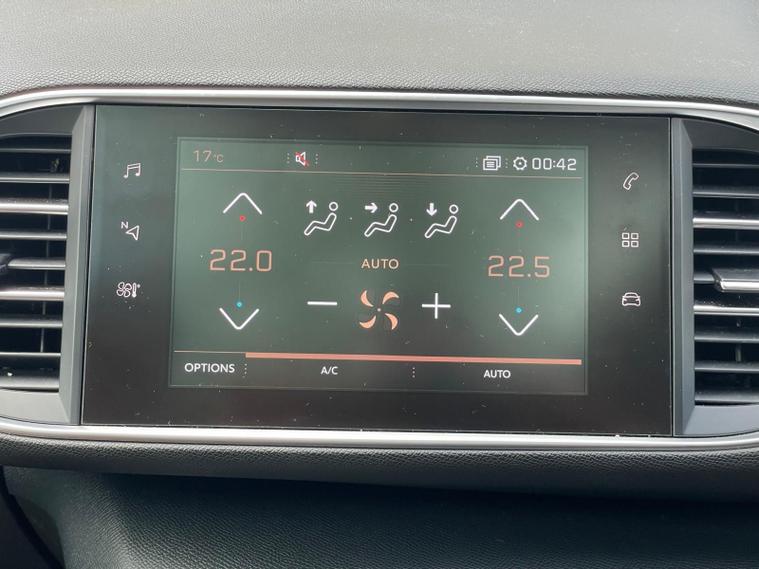 17°C 00:42
N
22.0 AUTO 22.5
OPTIONS A/C AUTO